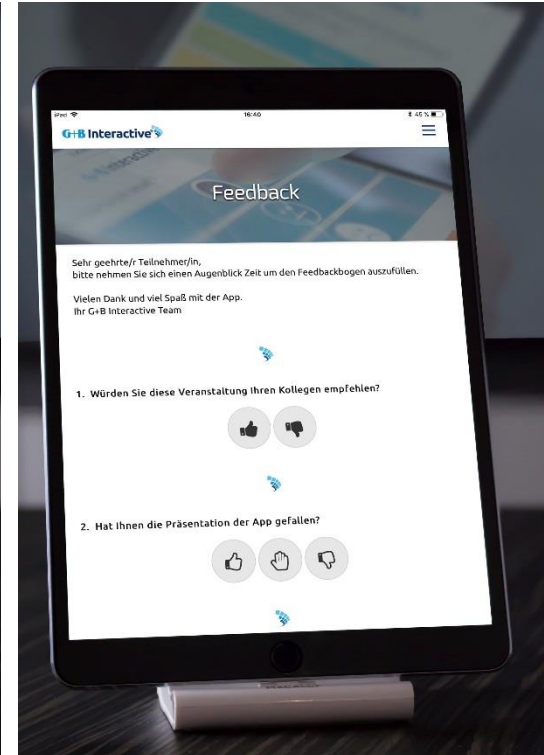 iPad
16:40
45 %
G+B Interactive
Feedback
Sehr geehrte/r Teilnehmer/in,
bitte nehmen Sie sich einen Augenblick Zeit um den Feedbackbogen auszufüllen.
Vielen Dank und viel Spaß mit der App.
Ihr G+B Interactive Team
1. Würden Sie diese Veranstaltung Ihren Kollegen empfehlen?
2. Hat Ihnen die Präsentation der App gefallen?